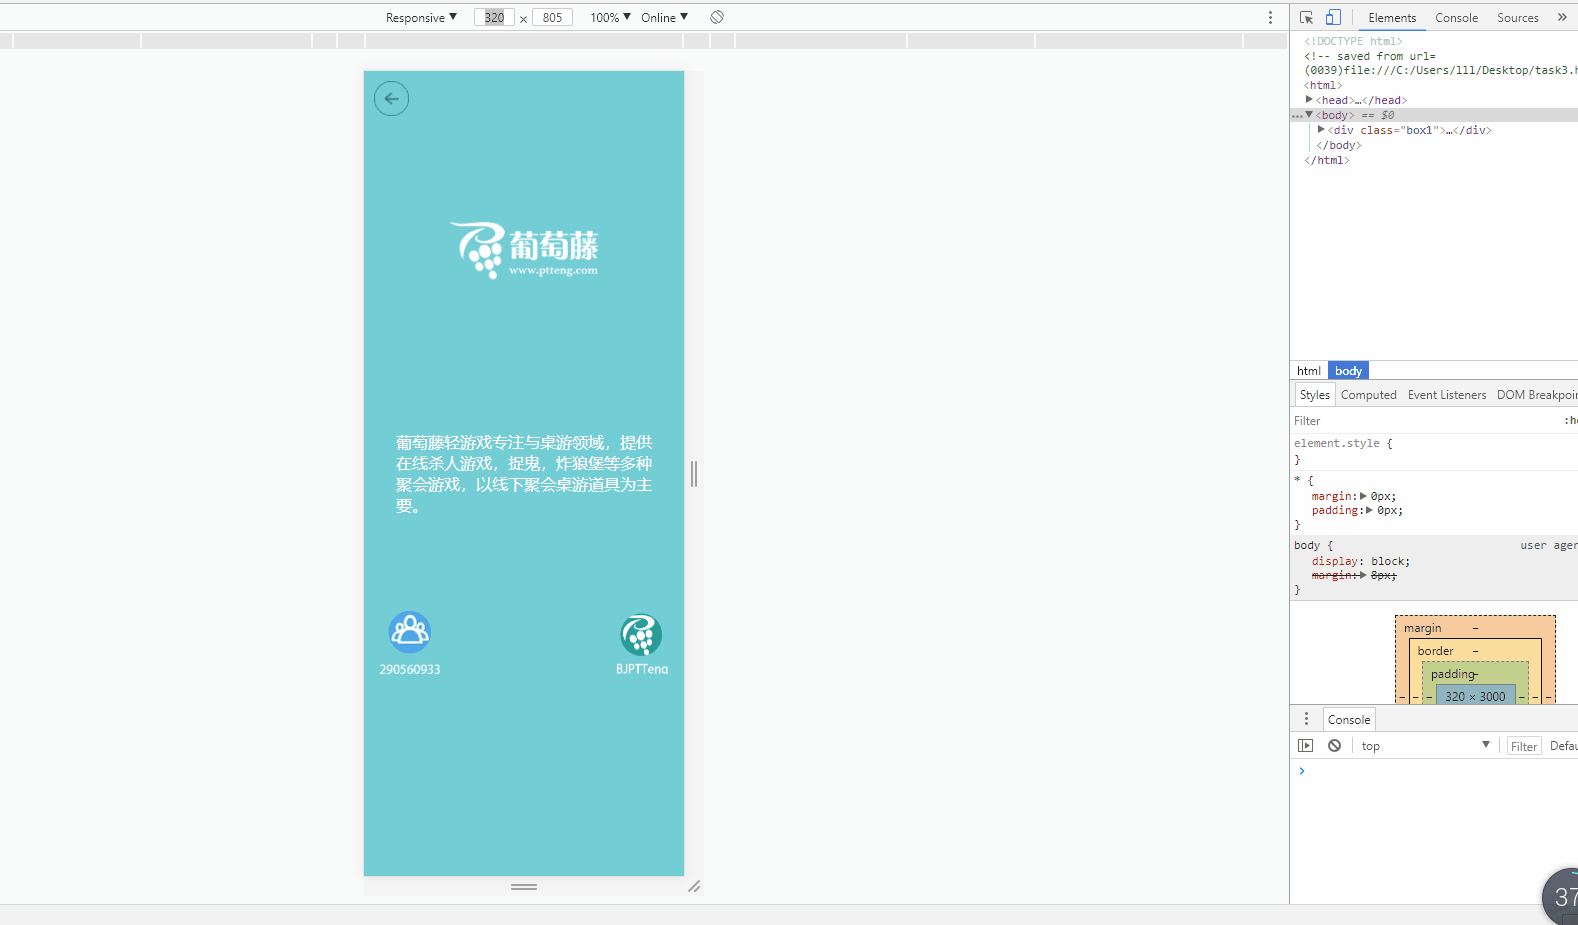 Responsive ▼ 320 × 805 100% ▼ Online ▼
Elements Console Sources »
<!DOCTYPE html>
<!-- saved from url=
(0039)file:///C:/Users/lll/Desktop/task3.h
<html>
▶<head>…</head>
…▼<body> == $0
▶<div class="box1">…</div>
</body>
</html>
葡萄藤
www.ptteng.com
葡萄藤轻游戏专注与桌游领域，提供
在线杀人游戏，捉鬼，炸狼堡等多种
聚会游戏，以线下聚会桌游道具为主
要。
290560933
BJPTTeng
html body
Styles Computed Event Listeners DOM Breakpoin
Filter :ho
element.style {
}
* {
margin:▶0px;
padding:▶0px;
}
body { user agen
display: block;
margin:▶8px;
}
margin –
border –
padding–
– – – 320 × 3000 – – –
Console
top ▼ Filter Defau
>
37